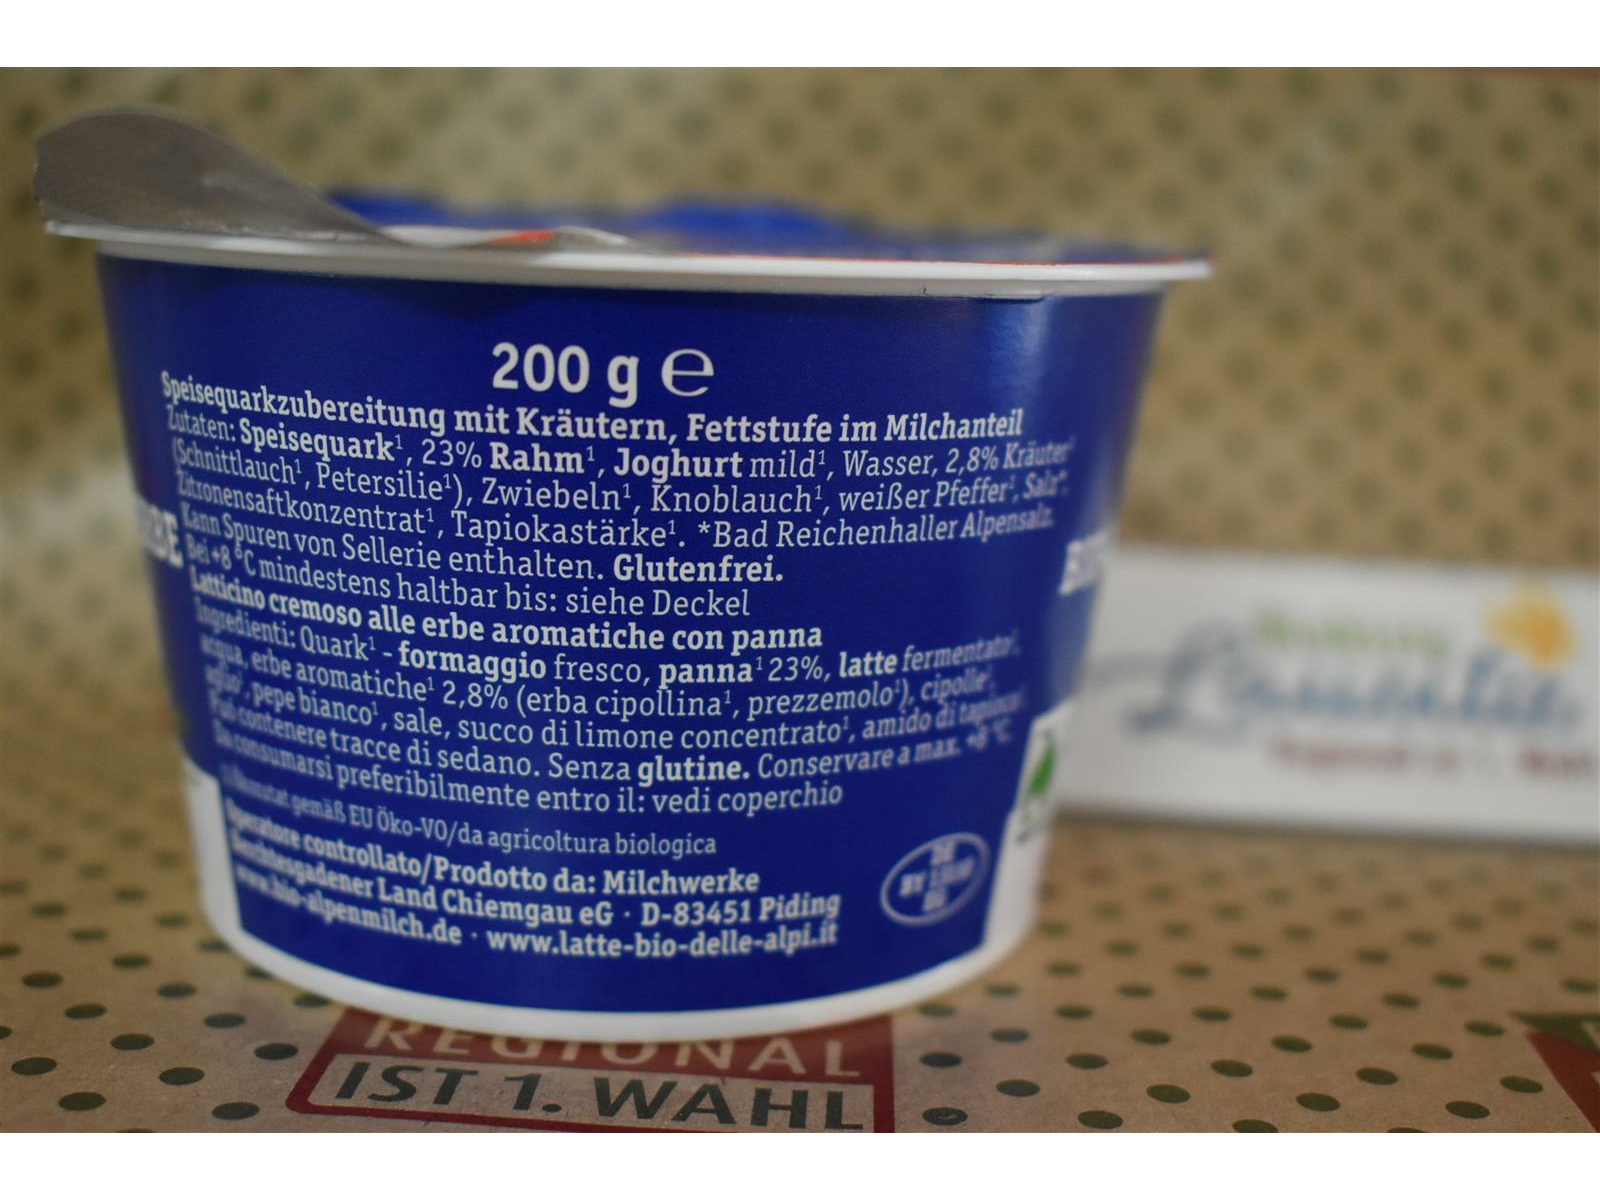 200 g ℮
Speisequarkzubereitung mit Kräutern, Fettstufe im Milchanteil
Zutaten: Speisequark¹, 23% Rahm¹, Joghurt mild¹, Wasser, 2,8% Kräuter¹
(Schnittlauch¹, Petersilie¹), Zwiebeln¹, Knoblauch¹, weißer Pfeffer¹, Salz*,
Zitronensaftkonzentrat¹, Tapiokastärke¹. *Bad Reichenhaller Alpensalz.
Kann Spuren von Sellerie enthalten. Glutenfrei.
Bei +8 °C mindestens haltbar bis: siehe Deckel
Latticino cremoso alle erbe aromatiche con panna
Ingredienti: Quark¹ - formaggio fresco, panna¹ 23%, latte fermentato¹,
acqua, erbe aromatiche¹ 2,8% (erba cipollina¹, prezzemolo¹), cipolle¹,
aglio¹, pepe bianco¹, sale, succo di limone concentrato¹, amido di tapioca¹
Può contenere tracce di sedano. Senza glutine. Conservare a max. +8 °C
Da consumarsi preferibilmente entro il: vedi coperchio
gemäß EU Öko-VO/da agricoltura biologica
Operatore controllato/Prodotto da: Milchwerke
Berchtesgadener Land Chiemgau eG · D-83451 Piding
www.bio-alpenmilch.de · www.latte-bio-delle-alpi.it
DE
BY
EG
REGIONAL
IST 1. WAHL